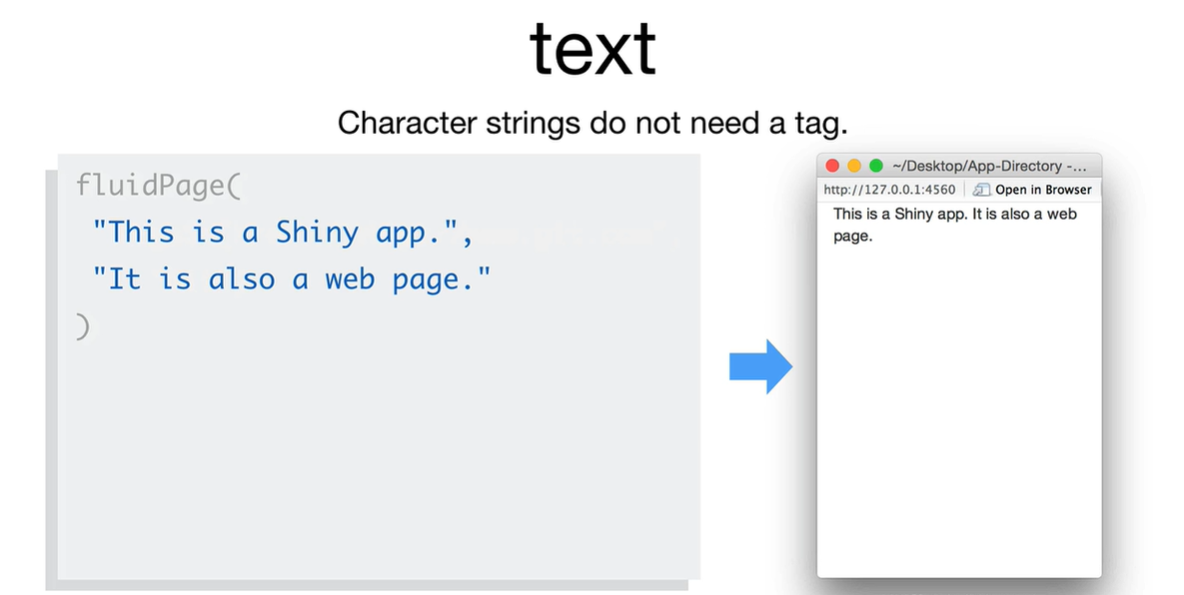 text
Character strings do not need a tag.
fluidPage(
"This is a Shiny app.",
"It is also a web page."
)
~/Desktop/App-Directory -...
http://127.0.0.1:4560 Open in Browser
This is a Shiny app. It is also a web
page.